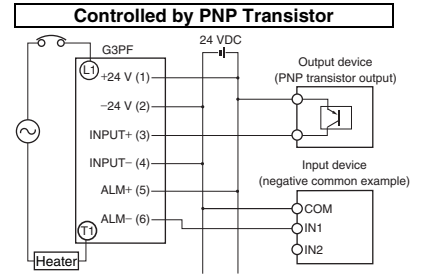 Controlled by PNP Transistor
24 VDC
G3PF
L1
+24 V (1)
−24 V (2)
INPUT+ (3)
INPUT− (4)
ALM+ (5)
ALM− (6)
T1
Heater
Output device
(PNP transistor output)
Input device
(negative common example)
COM
IN1
IN2